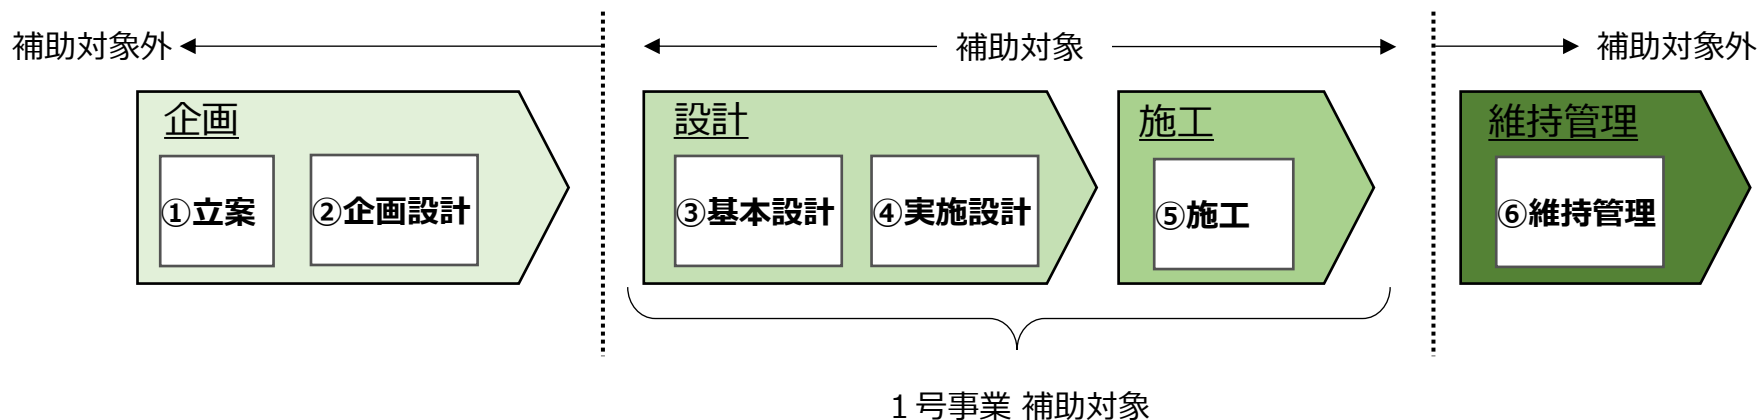 補助対象外
補助対象
補助対象外
企画
①立案
②企画設計
設計
③基本設計
④実施設計
施工
⑤施工
維持管理
⑥維持管理
1号事業 補助対象